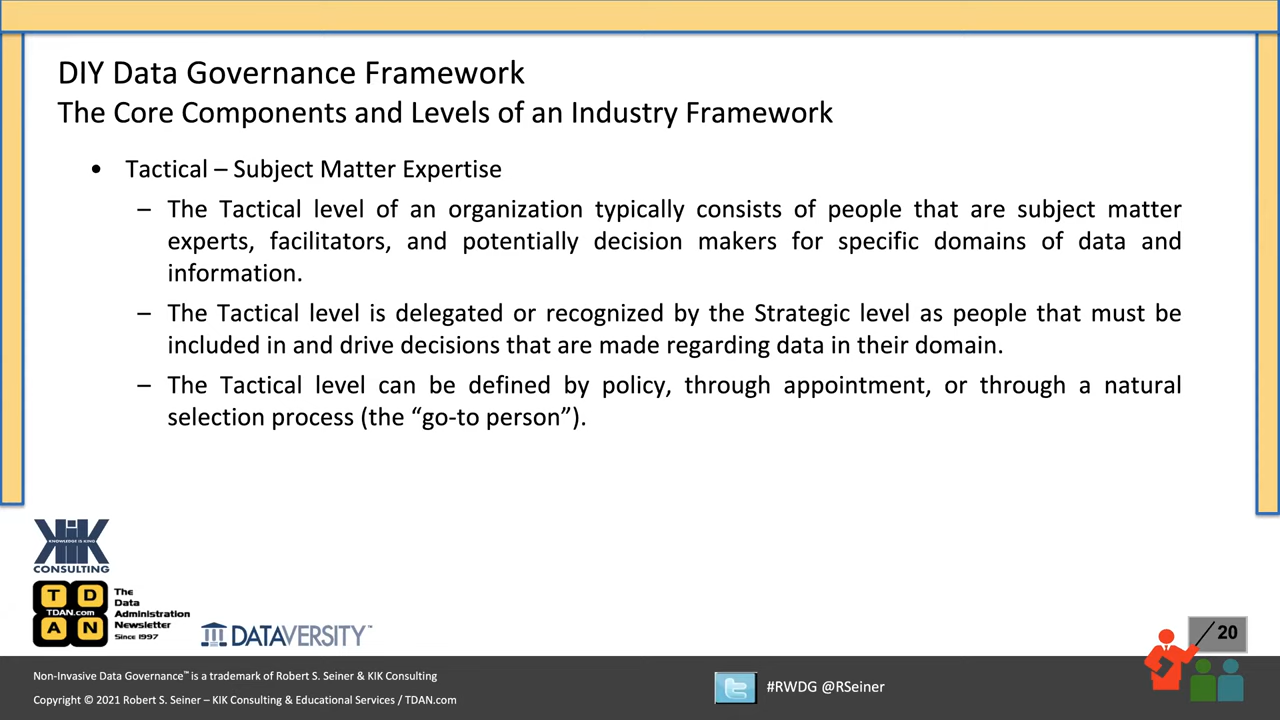 DIY Data Governance Framework
The Core Components and Levels of an Industry Framework
• Tactical – Subject Matter Expertise
– The Tactical level of an organization typically consists of people that are subject matter
experts, facilitators, and potentially decision makers for specific domains of data and
information.
– The Tactical level is delegated or recognized by the Strategic level as people that must be
included in and drive decisions that are made regarding data in their domain.
– The Tactical level can be defined by policy, through appointment, or through a natural
selection process (the “go-to person”).
KIK
KNOWLEDGE IS KING
CONSULTING
T D
TDAN.com
A N
The
Data
Administration
Newsletter
Since 1997
DATAVERSITY™
20
Non-Invasive Data Governance™ is a trademark of Robert S. Seiner & KIK Consulting
Copyright © 2021 Robert S. Seiner – KIK Consulting & Educational Services / TDAN.com
#RWDG @RSeiner